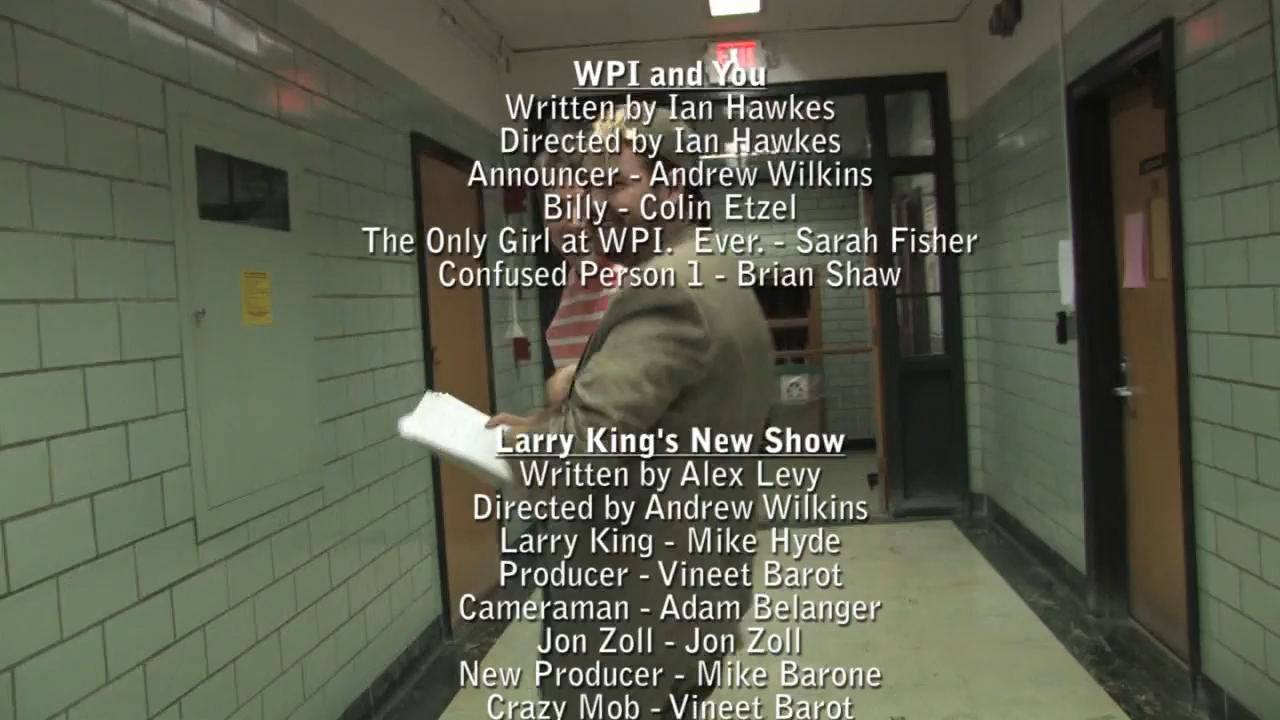 WPI and You
Written by Ian Hawkes
Directed by Ian Hawkes
Announcer - Andrew Wilkins
Billy - Colin Etzel
The Only Girl at WPI.  Ever. - Sarah Fisher
Confused Person 1 - Brian Shaw
Larry King's New Show
Written by Alex Levy
Directed by Andrew Wilkins
Larry King - Mike Hyde
Producer - Vineet Barot
Cameraman - Adam Belanger
Jon Zoll - Jon Zoll
New Producer - Mike Barone
Crazy Mob - Vineet Barot